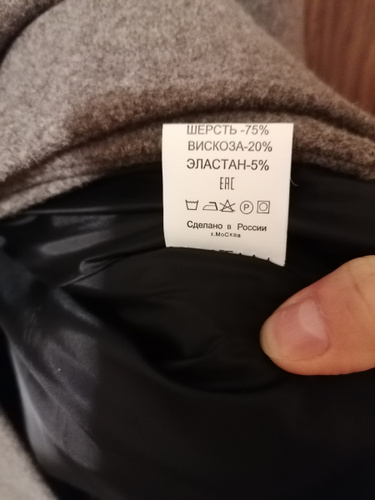 ШЕРСТЬ -75%
ВИСКОЗА-20%
ЭЛАСТАН-5%
EAC
P
Сделано в России
г.Москва